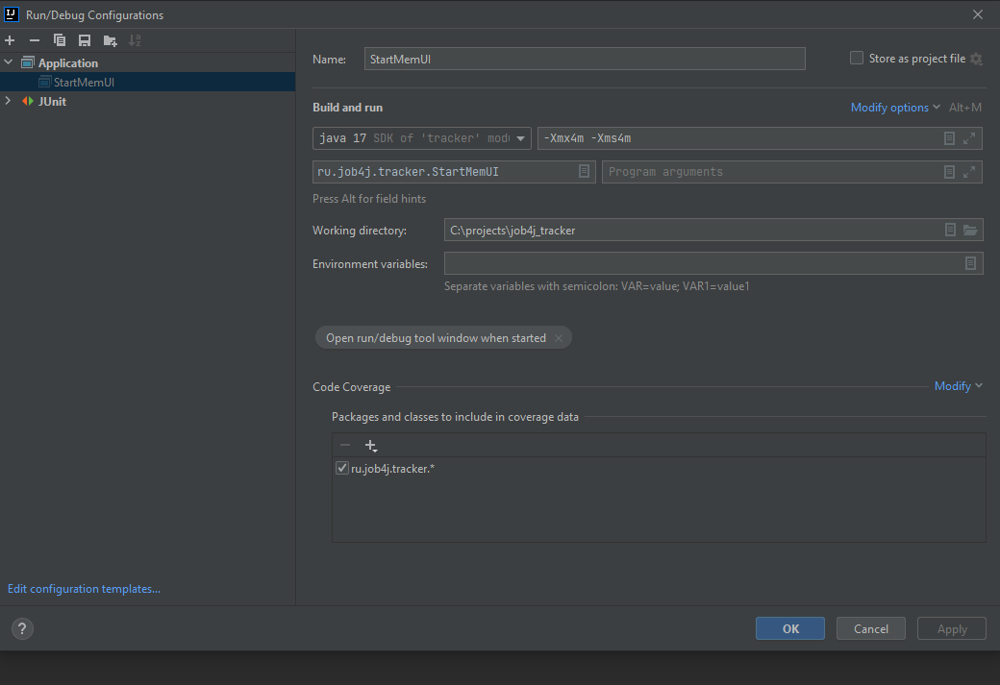 IJ Run/Debug Configurations
Application
StartMemUI
JUnit
Edit configuration templates...
Name: StartMemUI Store as project file
Build and run Modify options Alt+M
java 17 SDK of 'tracker' modu -Xmx4m -Xms4m
ru.job4j.tracker.StartMemUI Program arguments
Press Alt for field hints
Working directory: C:\projects\job4j_tracker
Environment variables:
Separate variables with semicolon: VAR=value; VAR1=value1
Open run/debug tool window when started
Code Coverage Modify
Packages and classes to include in coverage data
ru.job4j.tracker.*
? OK Cancel Apply